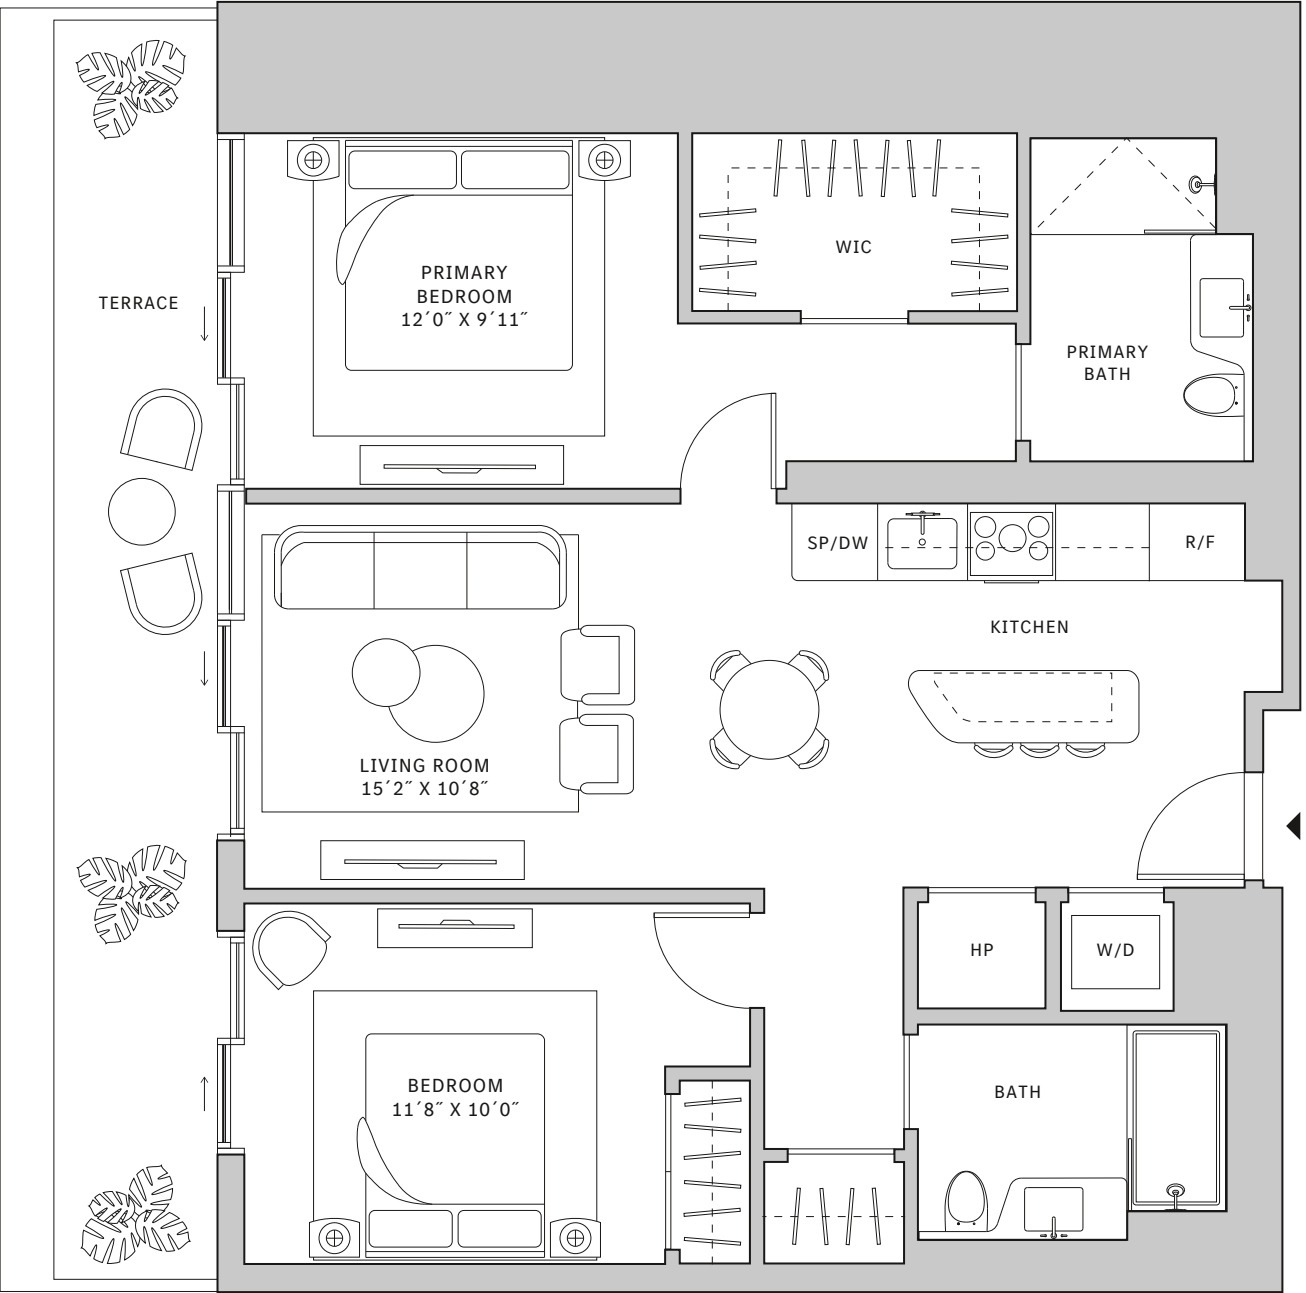 WIC
PRIMARY
BEDROOM
12´0˝ X 9´11˝
TERRACE
PRIMARY
BATH
SP/DW
R/F
KITCHEN
LIVING ROOM
15´2˝ X 10´8˝
HP
W/D
BEDROOM
11´8˝ X 10´0˝
BATH